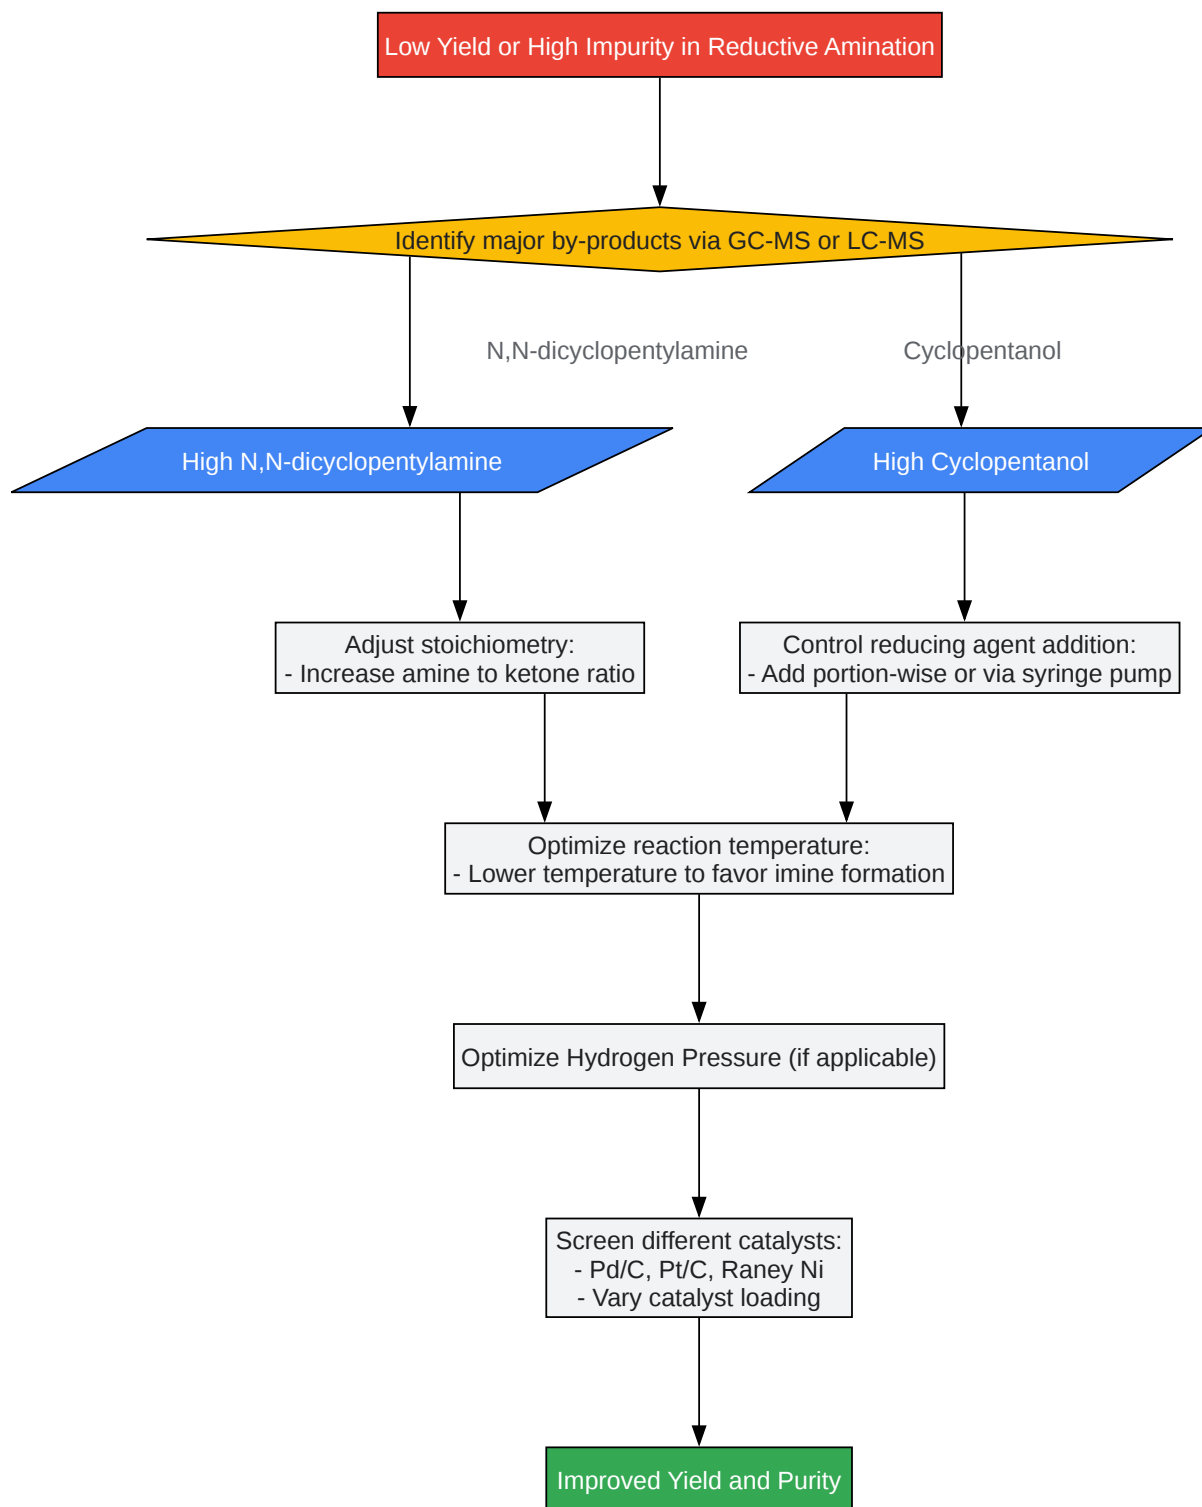 Low Yield or High Impurity in Reductive Amination
Identify major by-products via GC-MS or LC-MS
N,N-dicyclopentylamine
Cyclopentanol
High N,N-dicyclopentylamine
High Cyclopentanol
Adjust stoichiometry:
- Increase amine to ketone ratio
Control reducing agent addition:
- Add portion-wise or via syringe pump
Optimize reaction temperature:
- Lower temperature to favor imine formation
Optimize Hydrogen Pressure (if applicable)
Screen different catalysts:
- Pd/C, Pt/C, Raney Ni
- Vary catalyst loading
Improved Yield and Purity